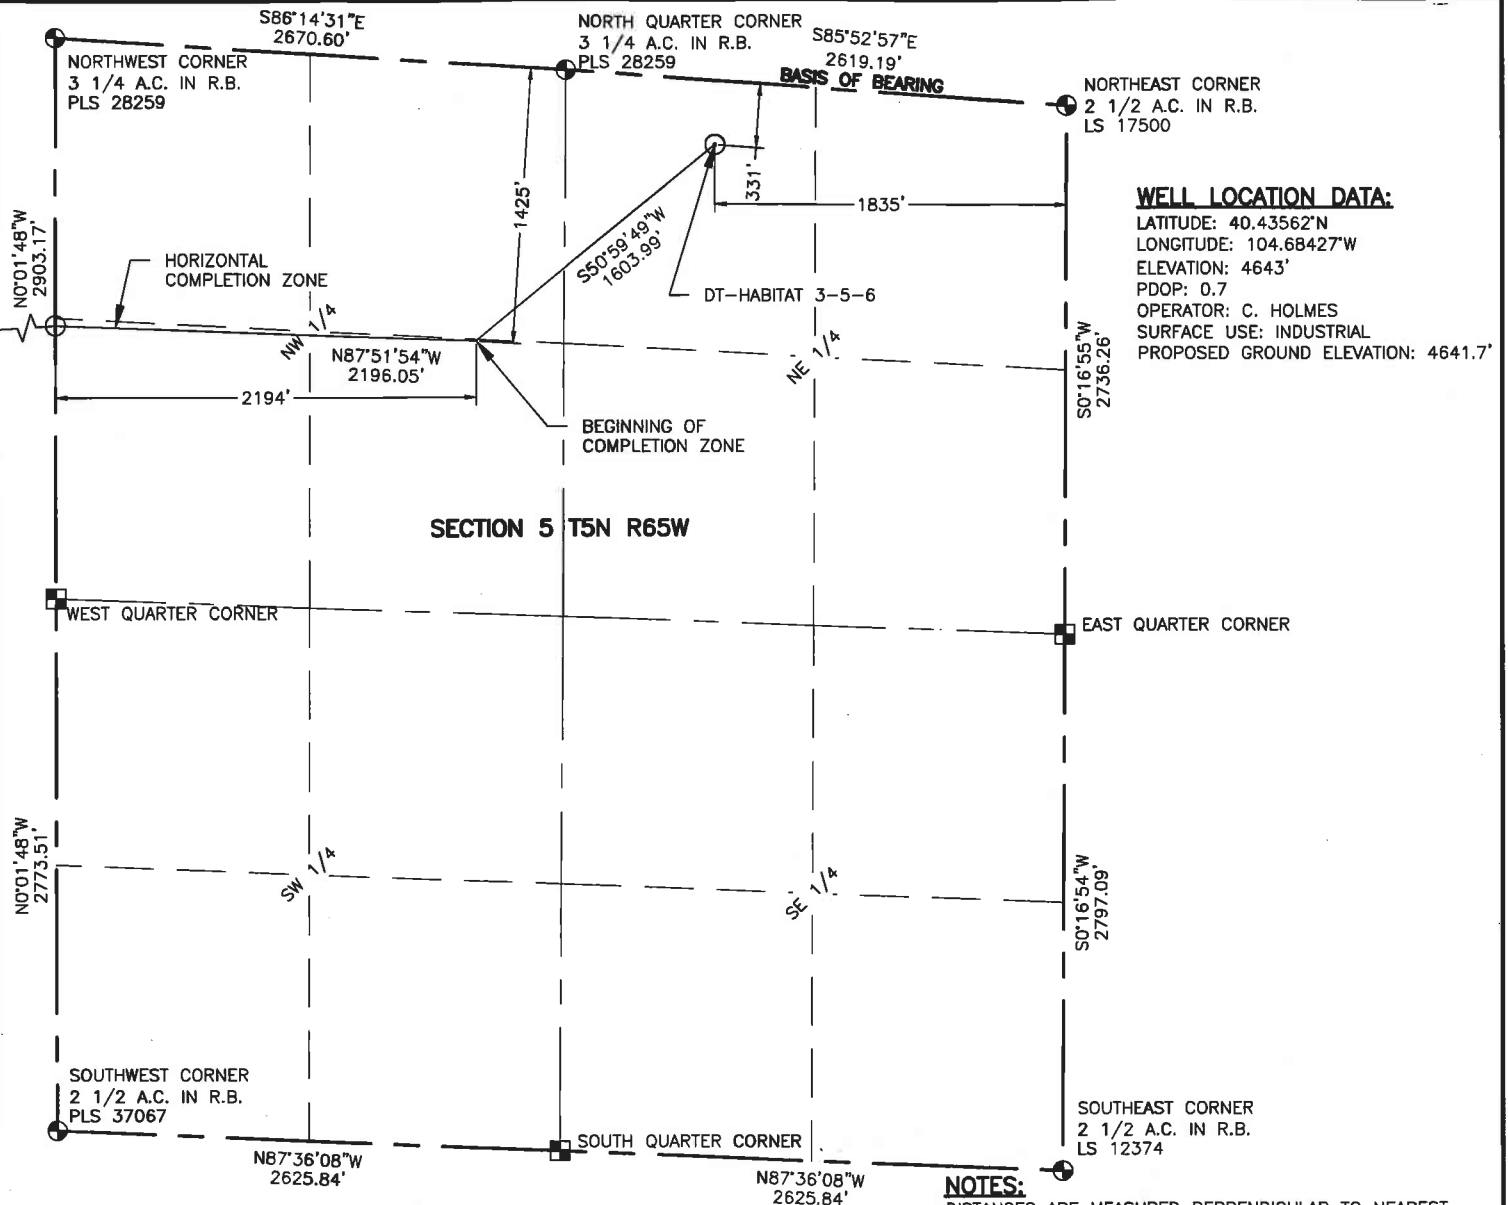 S86°14'31"E
2670.60'
NORTH QUARTER CORNER
3 1/4 A.C. IN R.B.
PLS 28259
S85°52'57"E
2619.19'
BASIS OF BEARING
NORTHWEST CORNER
3 1/4 A.C. IN R.B.
PLS 28259
NORTHEAST CORNER
2 1/2 A.C. IN R.B.
LS 17500
WELL LOCATION DATA:
LATITUDE: 40.43562°N
LONGITUDE: 104.68427°W
ELEVATION: 4643'
PDOP: 0.7
OPERATOR: C. HOLMES
SURFACE USE: INDUSTRIAL
PROPOSED GROUND ELEVATION: 4641.7'
331'
1835'
1425'
N0°01'48"W
2903.17'
HORIZONTAL
COMPLETION ZONE
S50°59'49"W
1603.99'
DT-HABITAT 3-5-6
NW 1/4
N87°51'54"W
2196.05'
NE 1/4
S0°16'55"W
2736.26'
2194'
BEGINNING OF
COMPLETION ZONE
SECTION 5 T5N R65W
WEST QUARTER CORNER
EAST QUARTER CORNER
N0°01'48"W
2773.51'
SW 1/4
SE 1/4
S0°16'54"W
2797.09'
SOUTHWEST CORNER
2 1/2 A.C. IN R.B.
PLS 37067
SOUTH QUARTER CORNER
SOUTHEAST CORNER
2 1/2 A.C. IN R.B.
LS 12374
N87°36'08"W
2625.84'
N87°36'08"W
2625.84'
NOTES:
DISTANCES ARE MEASURED PERPENDICULAR TO NEAREST